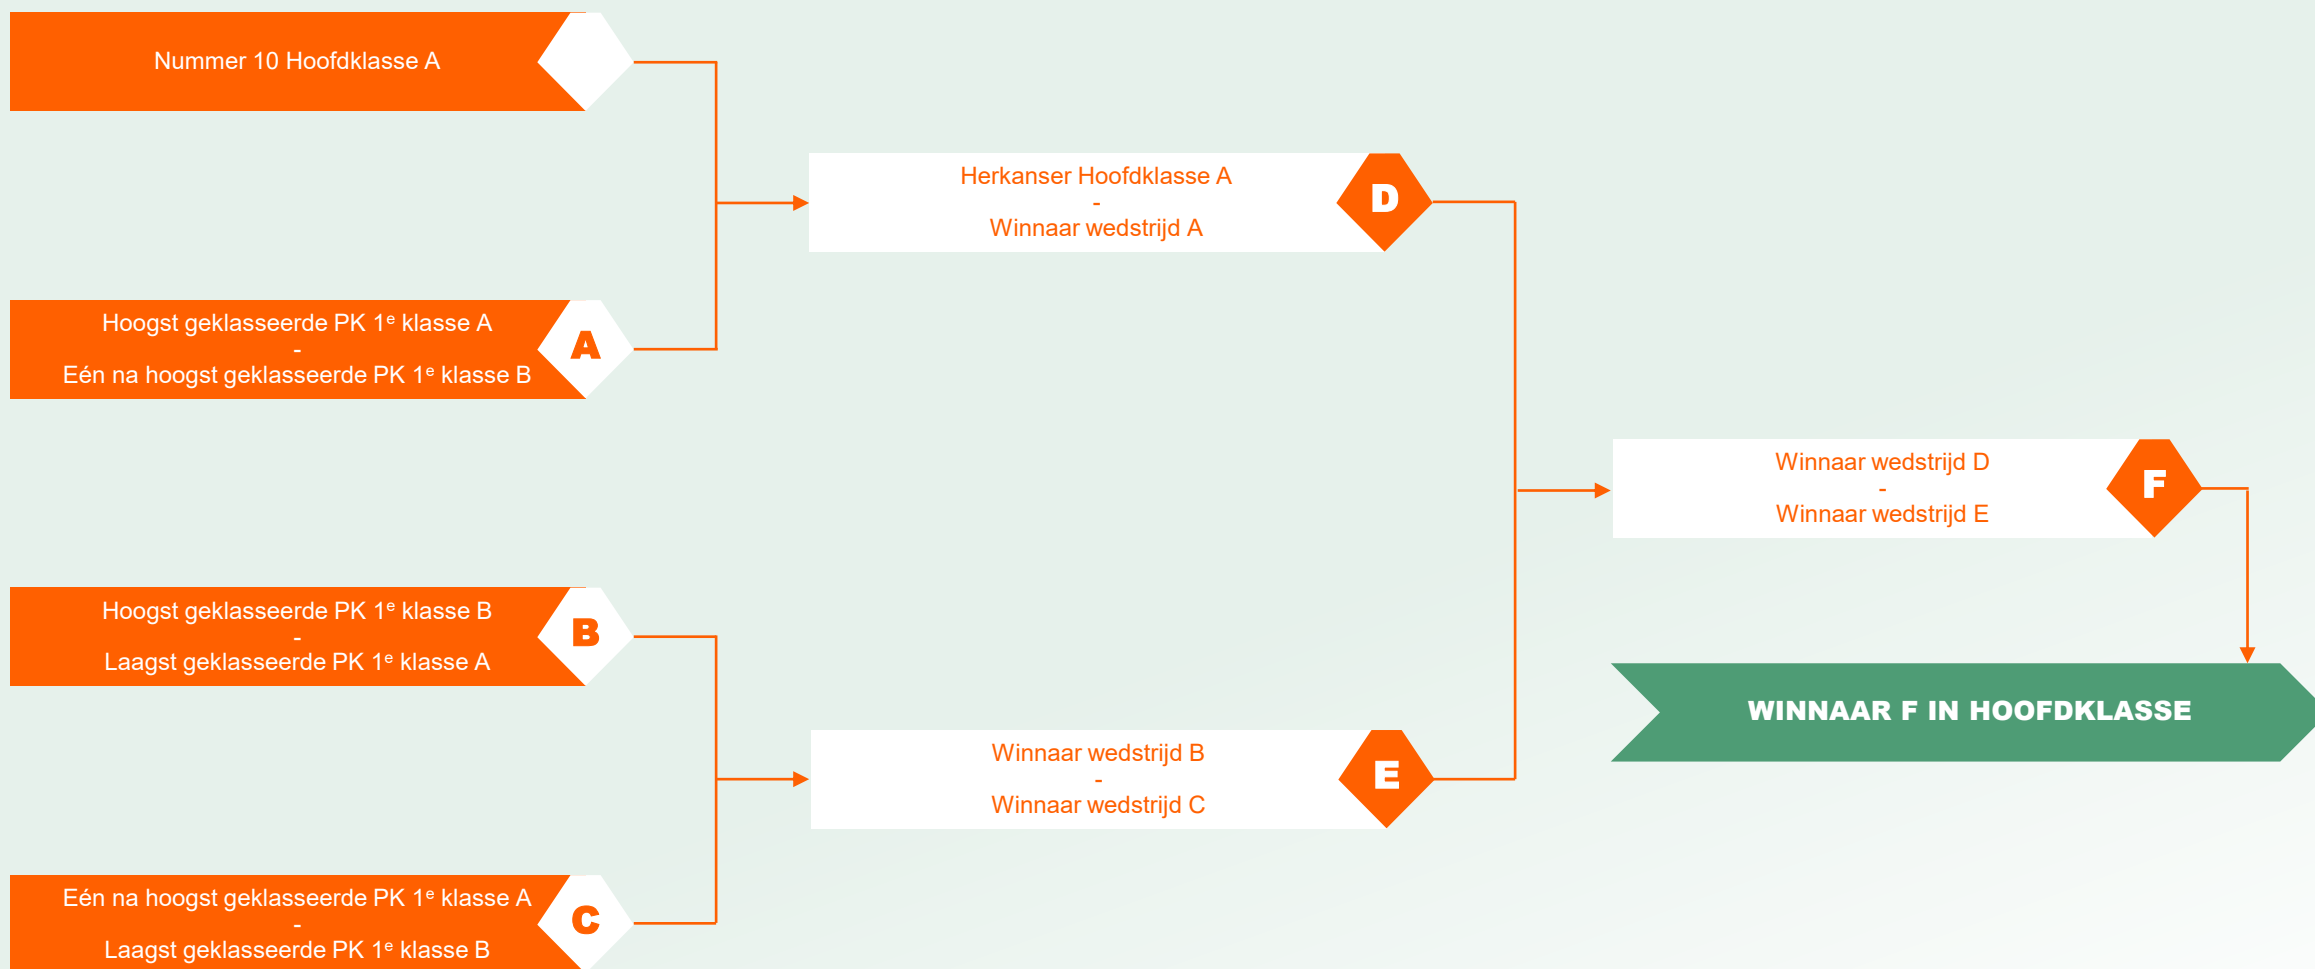 Nummer 10 Hoofdklasse A
Hoogst geklasseerde PK 1e klasse A
-
Eén na hoogst geklasseerde PK 1e klasse B
A
Hoogst geklasseerde PK 1e klasse B
-
Laagst geklasseerde PK 1e klasse A
B
Eén na hoogst geklasseerde PK 1e klasse A
-
Laagst geklasseerde PK 1e klasse B
C
Herkanser Hoofdklasse A
-
Winnaar wedstrijd A
D
Winnaar wedstrijd B
-
Winnaar wedstrijd C
E
Winnaar wedstrijd D
-
Winnaar wedstrijd E
F
WINNAAR F IN HOOFDKLASSE